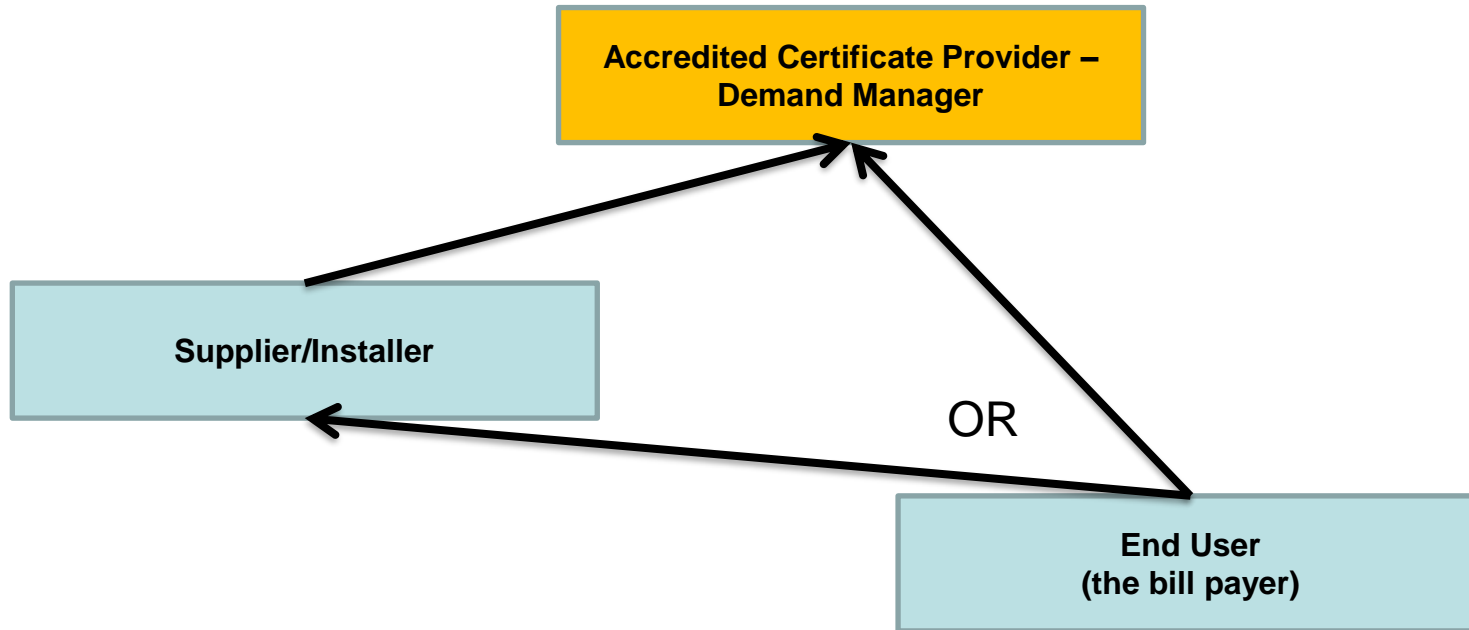 Accredited Certificate Provider –
Demand Manager
Supplier/Installer
OR
End User
(the bill payer)